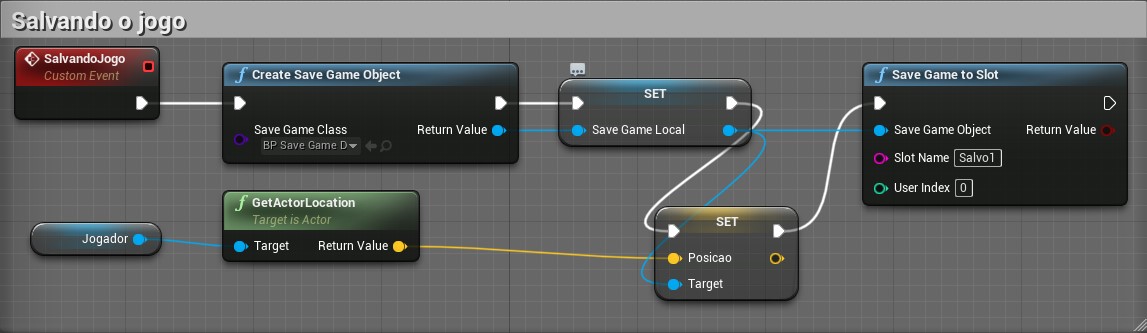 Salvando o jogo
SalvandoJogo
Custom Event
Create Save Game Object
Save Game Class
BP Save Game D
Return Value
SET
Save Game Local
Save Game to Slot
Save Game Object
Return Value
Slot Name Salvo1
User Index 0
Jogador
GetActorLocation
Target is Actor
Target
Return Value
SET
Posicao
Target